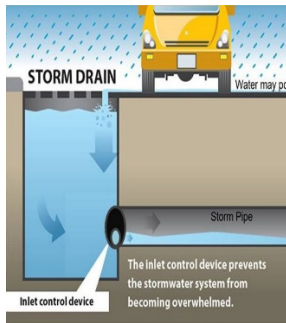 STORM DRAIN
Water may po
Storm Pipe
The inlet control device prevents
the stormwater system from
becoming overwhelmed.
Inlet control device